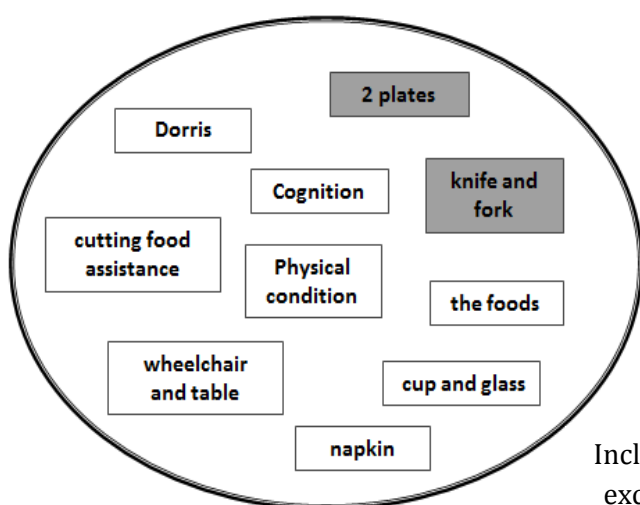 2 plates
Dorris
Cognition
knife and
fork
cutting food
assistance
Physical
condition
the foods
wheelchair
and table
cup and glass
napkin
Incl
exc